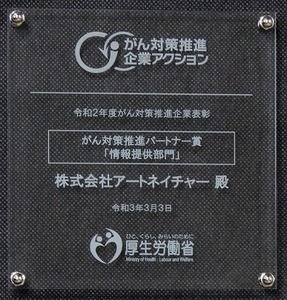 がん対策推進
企業アクション
令和2年度がん対策推進企業表彰
がん対策推進パートナー賞
「情報提供部門」
株式会社アートネイチャー 殿
令和3年3月3日
ひと、くらし、みらいのために
厚生労働省
Ministry of Health, Labour and Welfare